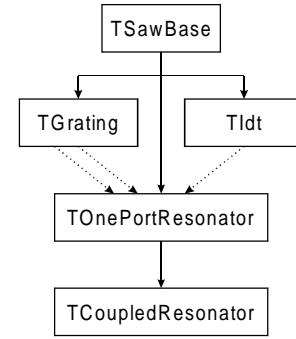 TSawBase
TGrating
TIdt
TOnePortResonator
TCoupledResonator